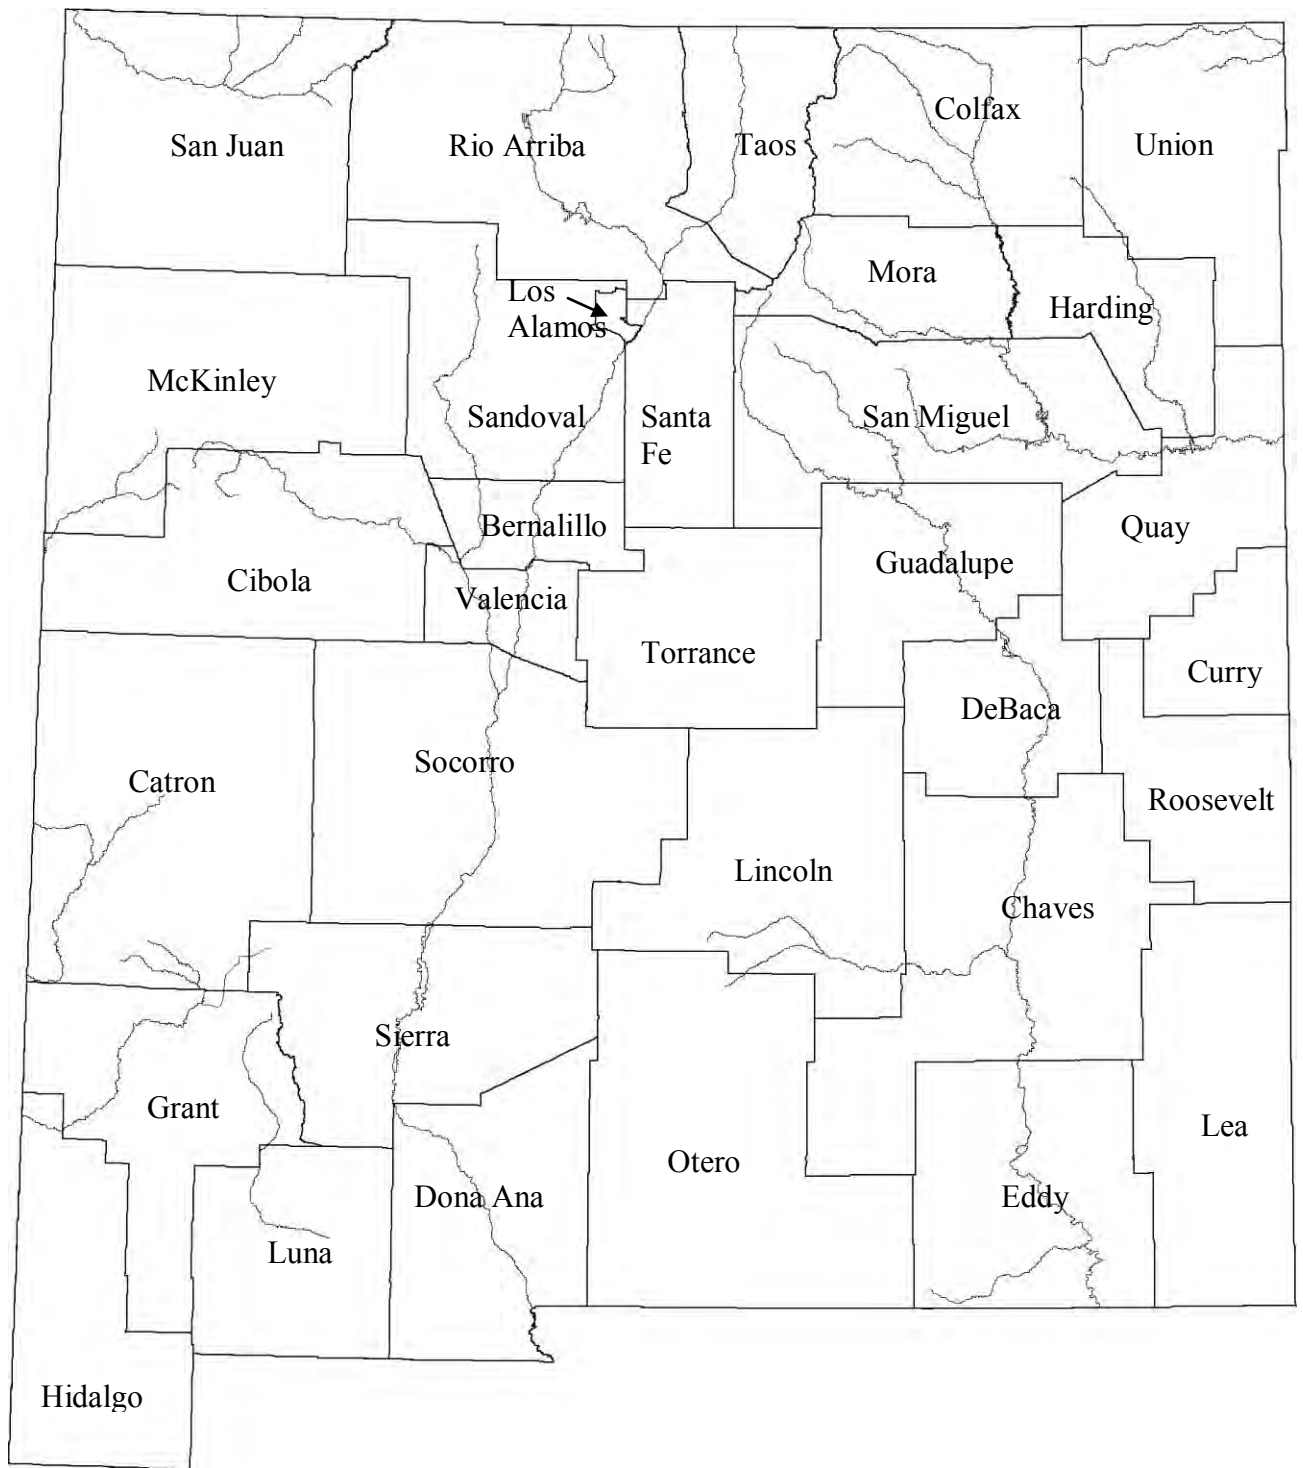 San Juan
Rio Arriba
Taos
Colfax
Union
Los
Alamos
Mora
Harding
McKinley
Sandoval
Santa
Fe
San Miguel
Bernalillo
Quay
Cibola
Valencia
Guadalupe
Torrance
Curry
DeBaca
Catron
Socorro
Roosevelt
Lincoln
Chaves
Sierra
Grant
Lea
Otero
Dona Ana
Eddy
Luna
Hidalgo